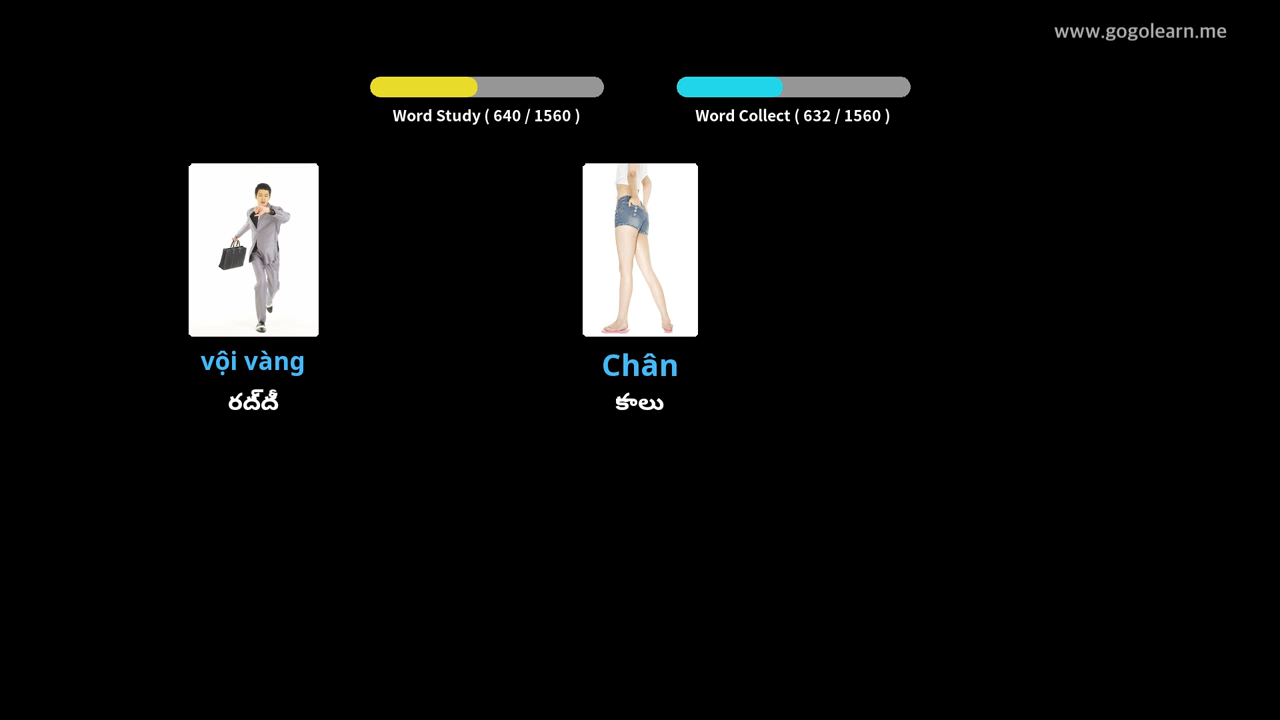 www.gogolearn.me
Word Study ( 640 / 1560 )
Word Collect ( 632 / 1560 )
vội vàng
Chân
రద్‌దీ
కాలు